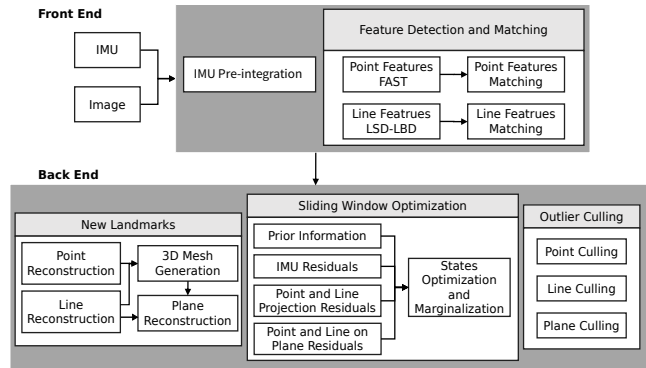 Front End
IMU
Image
IMU Pre-integration
Feature Detection and Matching
Point Features
FAST
Point Features
Matching
Line Featrues
LSD-LBD
Line Featrues
Matching
Back End
New Landmarks
Point
Reconstruction
3D Mesh
Generation
Line
Reconstruction
Plane
Reconstruction
Sliding Window Optimization
Prior Information
IMU Residuals
Point and Line
Projection Residuals
Point and Line on
Plane Residuals
States
Optimization
and
Marginalization
Outlier Culling
Point Culling
Line Culling
Plane Culling